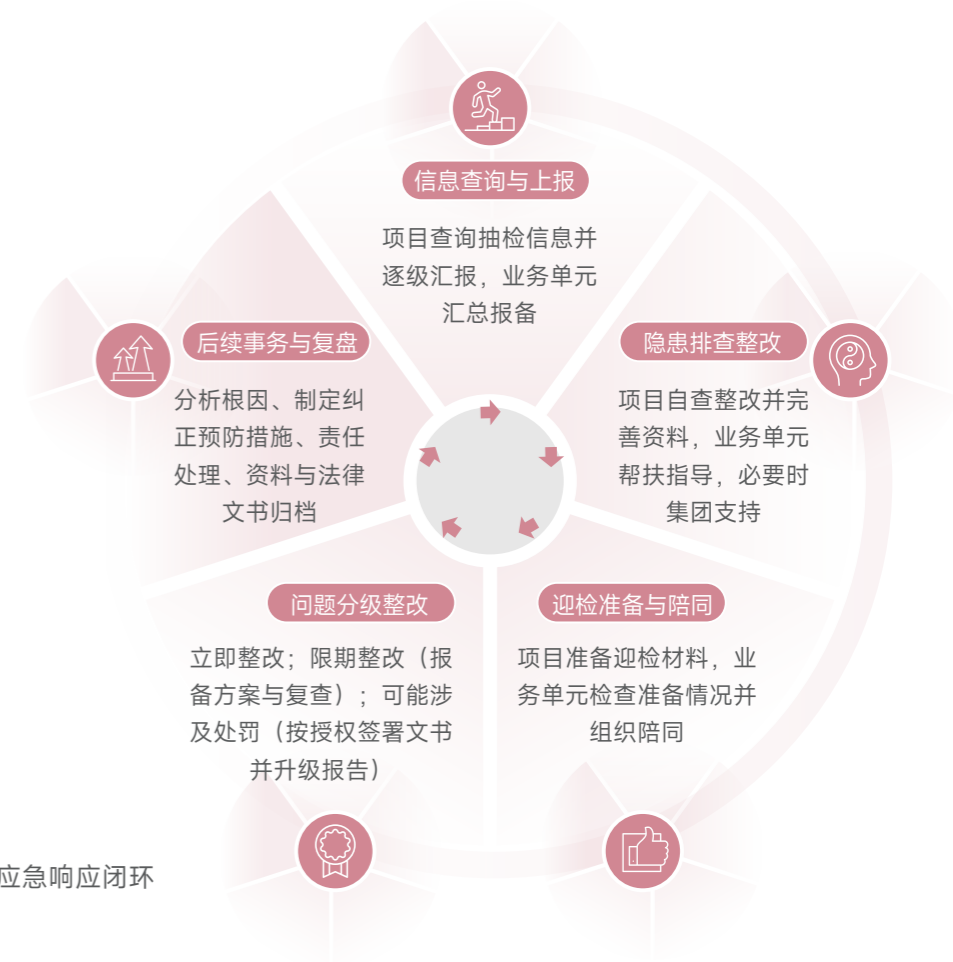 信息查询与上报
项目查询抽检信息并
逐级汇报，业务单元
汇总报备
隐患排查整改
项目自查整改并完
善资料，业务单元
帮扶指导，必要时
集团支持
迎检准备与陪同
项目准备迎检材料，业
务单元检查准备情况并
组织陪同
问题分级整改
立即整改；限期整改（报
备方案与复查）；可能涉
及处罚（按授权签署文书
并升级报告）
后续事务与复盘
分析根因、制定纠
正预防措施、责任
处理、资料与法律
文书归档
应急响应闭环